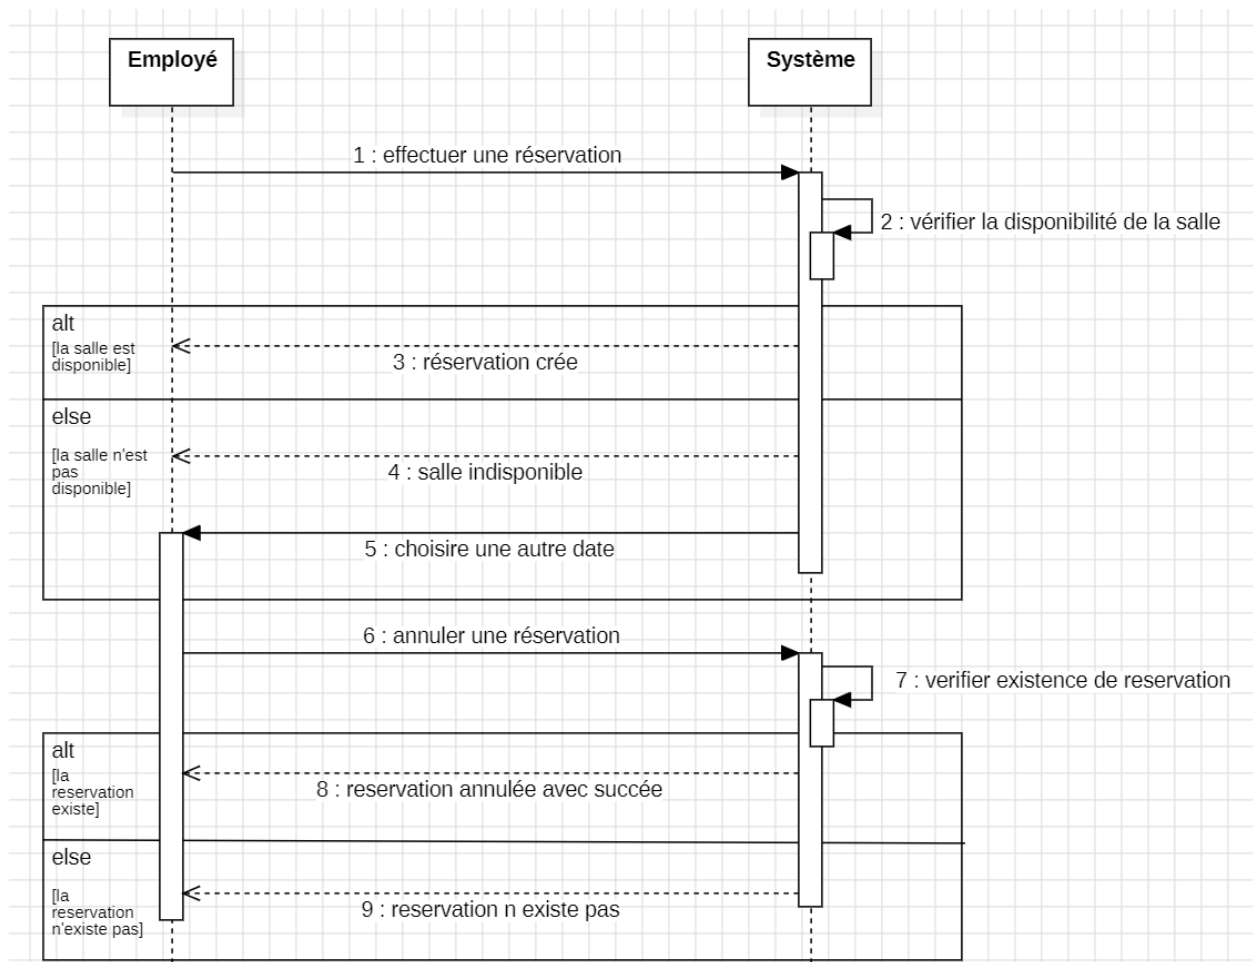 Employé
Système
1 : effectuer une réservation
2 : vérifier la disponibilité de la salle
alt
[la salle est
disponible]
3 : réservation crée
else
[la salle n'est
pas
disponible]
4 : salle indisponible
5 : choisire une autre date
6 : annuler une réservation
7 : verifier existence de reservation
alt
[la
reservation
existe]
8 : reservation annulée avec succée
else
[la
reservation
n'existe pas]
9 : reservation n existe pas